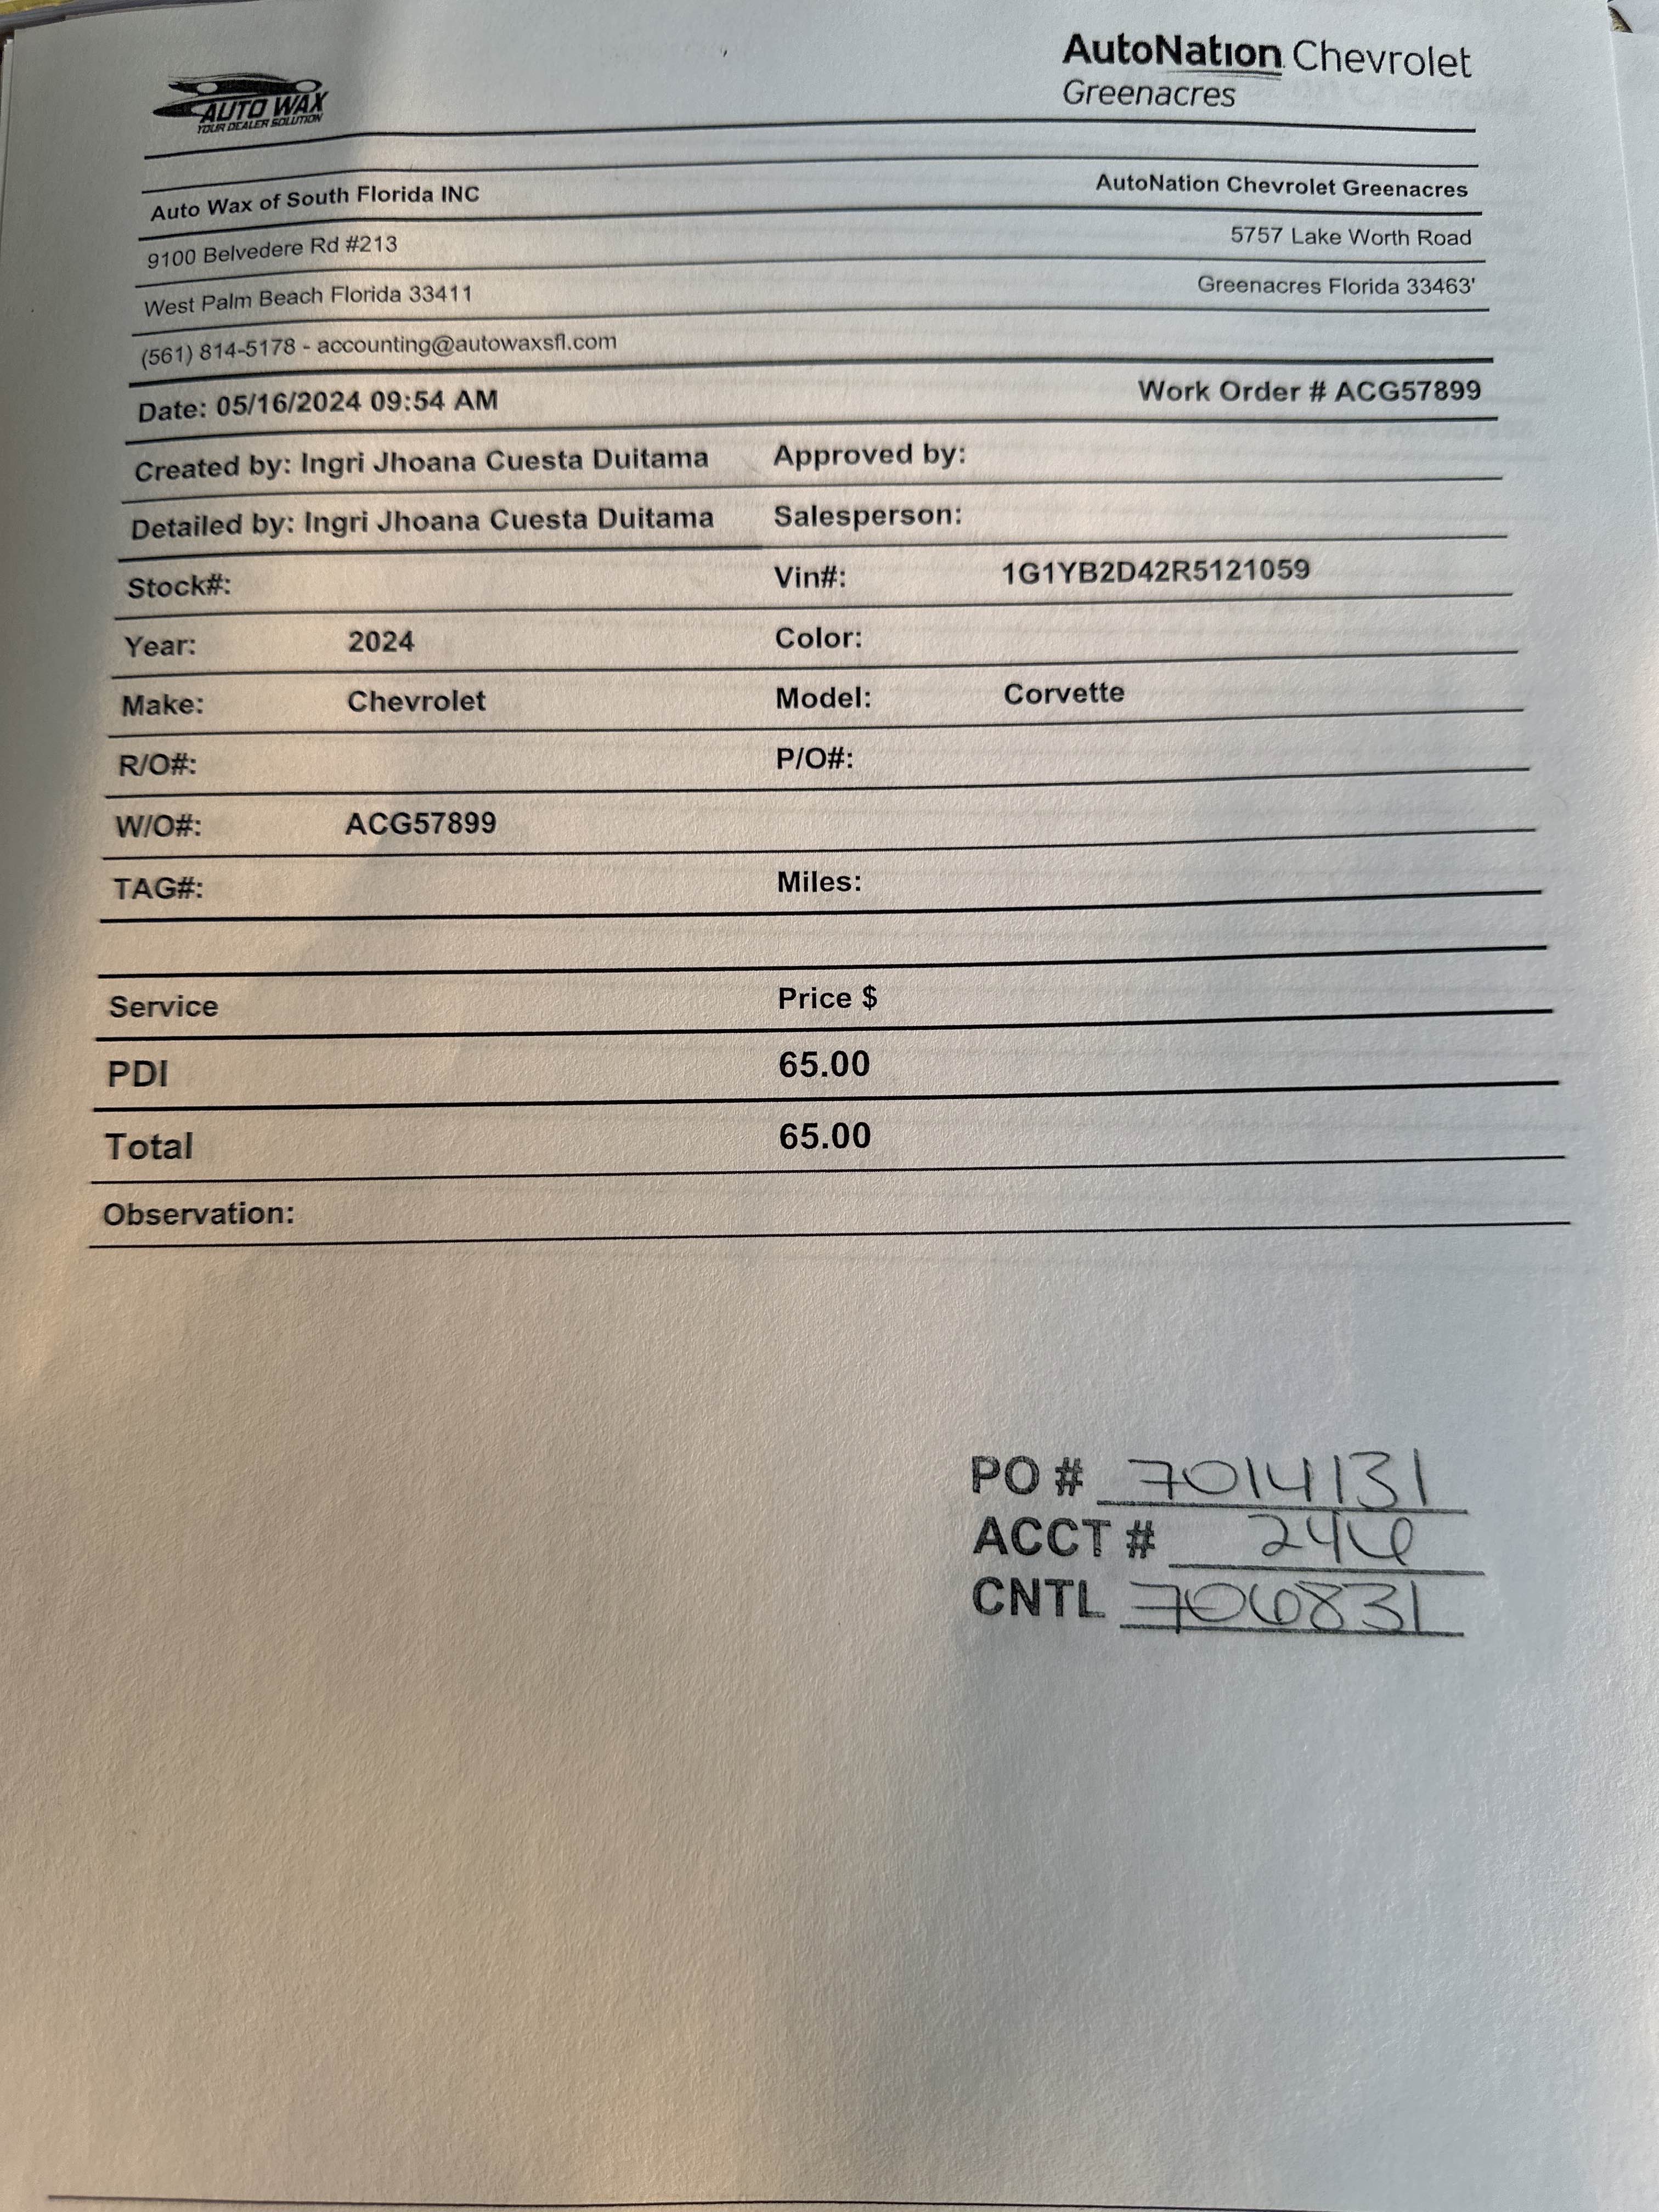 AUTO WAX
YOUR DEALER SOLUTION
AutoNation Chevrolet
Greenacres
Auto Wax of South Florida INC
AutoNation Chevrolet Greenacres
9100 Belvedere Rd #213
5757 Lake Worth Road
West Palm Beach Florida 33411
Greenacres Florida 33463'
(561) 814-5178 - accounting@autowaxsfl.com
Date: 05/16/2024 09:54 AM Work Order # ACG57899
Created by: Ingri Jhoana Cuesta Duitama Approved by:
Detailed by: Ingri Jhoana Cuesta Duitama Salesperson:
Stock#: Vin#: 1G1YB2D42R5121059
Year: 2024 Color:
Make: Chevrolet Model: Corvette
R/O#: P/O#:
W/O#: ACG57899
TAG#: Miles:
Service Price $
PDI 65.00
Total 65.00
Observation:
PO # 7014131
ACCT # 246
CNTL 706831